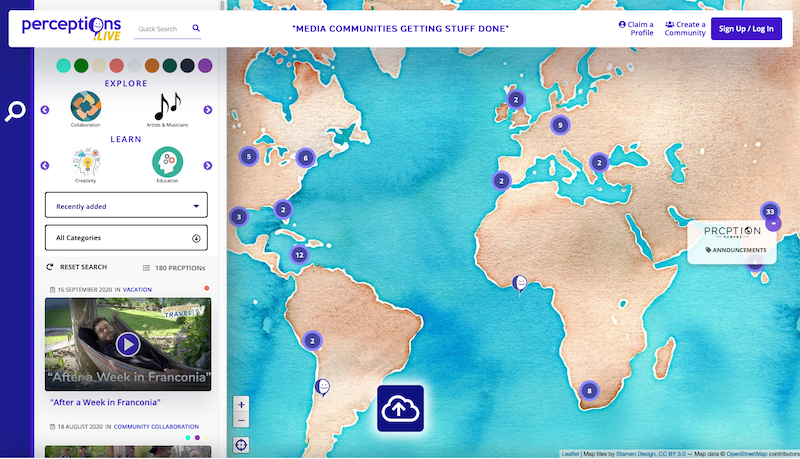 perceptions
.LIVE
Quick Search
"MEDIA COMMUNITIES GETTING STUFF DONE"
Claim a
Profile
Create a
Community
Sign Up / Log In
EXPLORE
Collaboration
Artists & Musicians
LEARN
Creativity
Education
Recently added
All Categories
RESET SEARCH
180 PRCPTIONs
16 SEPTEMBER 2020 IN VACATION
TRAVEL TV
"After a Week in Franconia"
"After a Week in Franconia"
18 AUGUST 2020 IN COMMUNITY COLLABORATION
2
9
5
6
2
2
3
2
33
12
2
8
PRCPTION
travel
ANNOUNCEMENTS
+
−
Leaflet | Map tiles by Stamen Design, CC BY 3.0 — Map data © OpenStreetMap contributors